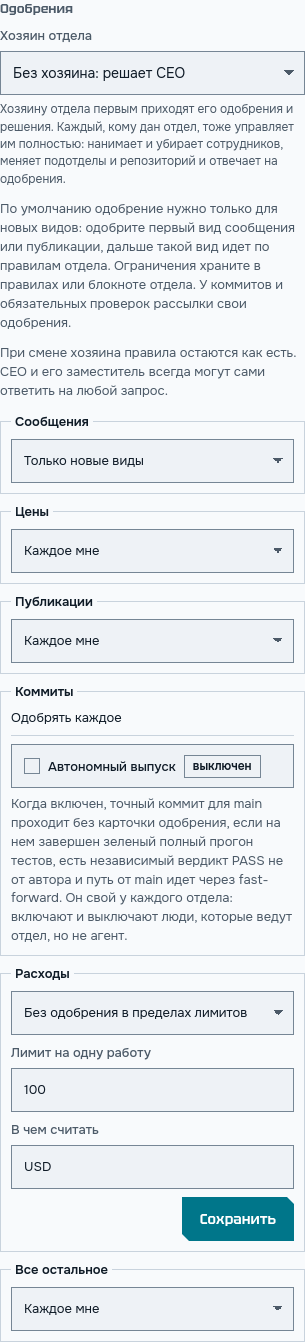 Одобрения
Хозяин отдела
Без хозяина: решает CEO
Хозяину отдела первым приходят его одобрения и
решения. Каждый, кому дан отдел, тоже управляет
им полностью: нанимает и убирает сотрудников,
меняет подотделы и репозиторий и отвечает на
одобрения.
По умолчанию одобрение нужно только для
новых видов: одобрите первый вид сообщения
или публикации, дальше такой вид идет по
правилам отдела. Ограничения храните в
правилах или блокноте отдела. У коммитов и
обязательных проверок рассылки свои
одобрения.
При смене хозяина правила остаются как есть.
CEO и его заместитель всегда могут сами
ответить на любой запрос.
Сообщения
Только новые виды
Цены
Каждое мне
Публикации
Каждое мне
Коммиты
Одобрять каждое
Автономный выпуск выключен
Когда включен, точный коммит для main
проходит без карточки одобрения, если на
нем завершен зеленый полный прогон
тестов, есть независимый вердикт PASS не
от автора и путь от main идет через fast-
forward. Он свой у каждого отдела:
включают и выключают люди, которые ведут
отдел, но не агент.
Расходы
Без одобрения в пределах лимитов
Лимит на одну работу
100
В чем считать
USD
Сохранить
Все остальное
Каждое мне